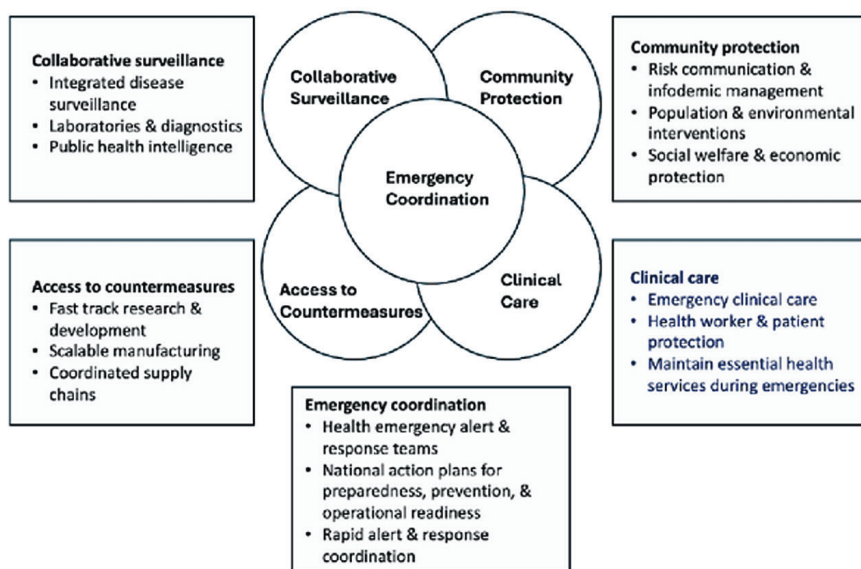 Collaborative surveillance
• Integrated disease
surveillance
• Laboratories & diagnostics
• Public health intelligence
Collaborative
Surveillance
Community
Protection
Community protection
• Risk communication &
infodemic management
• Population & environmental
interventions
• Social welfare & economic
protection
Emergency
Coordination
Access to countermeasures
• Fast track research &
development
• Scalable manufacturing
• Coordinated supply
chains
Access to
Countermeasures
Clinical
Care
Clinical care
• Emergency clinical care
• Health worker & patient
protection
• Maintain essential health
services during emergencies
Emergency coordination
• Health emergency alert &
response teams
• National action plans for
preparedness, prevention, &
operational readiness
• Rapid alert & response
coordination